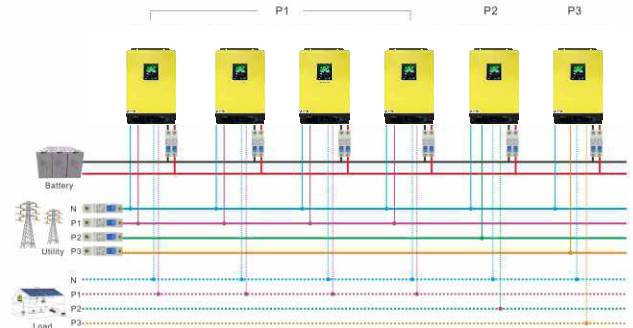 P1 P2 P3
Battery
N
P1
P2
Utility P3
N
P1
P2
Load P3